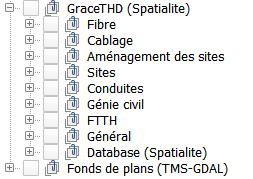 GraceTHD (Spatialite)
Fibre
Cablage
Aménagement des sites
Sites
Conduites
Génie civil
FTTH
Général
Database (Spatialite)
Fonds de plans (TMS-GDAL)